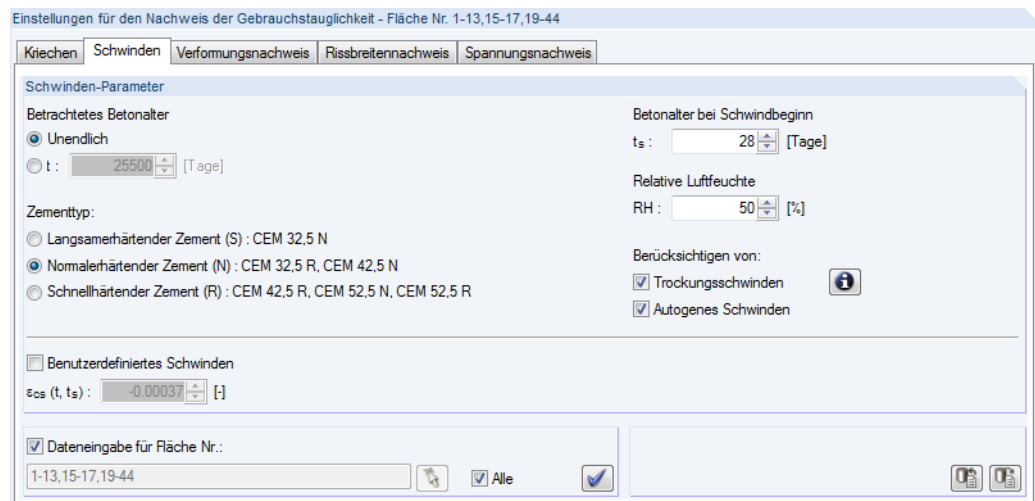 Einstellungen für den Nachweis der Gebrauchstauglichkeit - Fläche Nr. 1-13,15-17,19-44
Kriechen Schwinden Verformungsnachweis Rissbreitennachweis Spannungsnachweis
Schwinden-Parameter
Betrachtetes Betonalter
Unendlich
t : 25500 [Tage]
Zementtyp:
Langsamerhärtender Zement (S) : CEM 32,5 N
Normalerhärtender Zement (N) : CEM 32,5 R, CEM 42,5 N
Schnellhärtender Zement (R) : CEM 42,5 R, CEM 52,5 N, CEM 52,5 R
Betonalter bei Schwindbeginn
ts : 28 [Tage]
Relative Luftfeuchte
RH : 50 [%]
Berücksichtigen von:
Trockungsschwinden
Autogenes Schwinden
Benutzerdefiniertes Schwinden
εcs (t, ts) : -0.00037 [-]
Dateneingabe für Fläche Nr.:
1-13,15-17,19-44 Alle